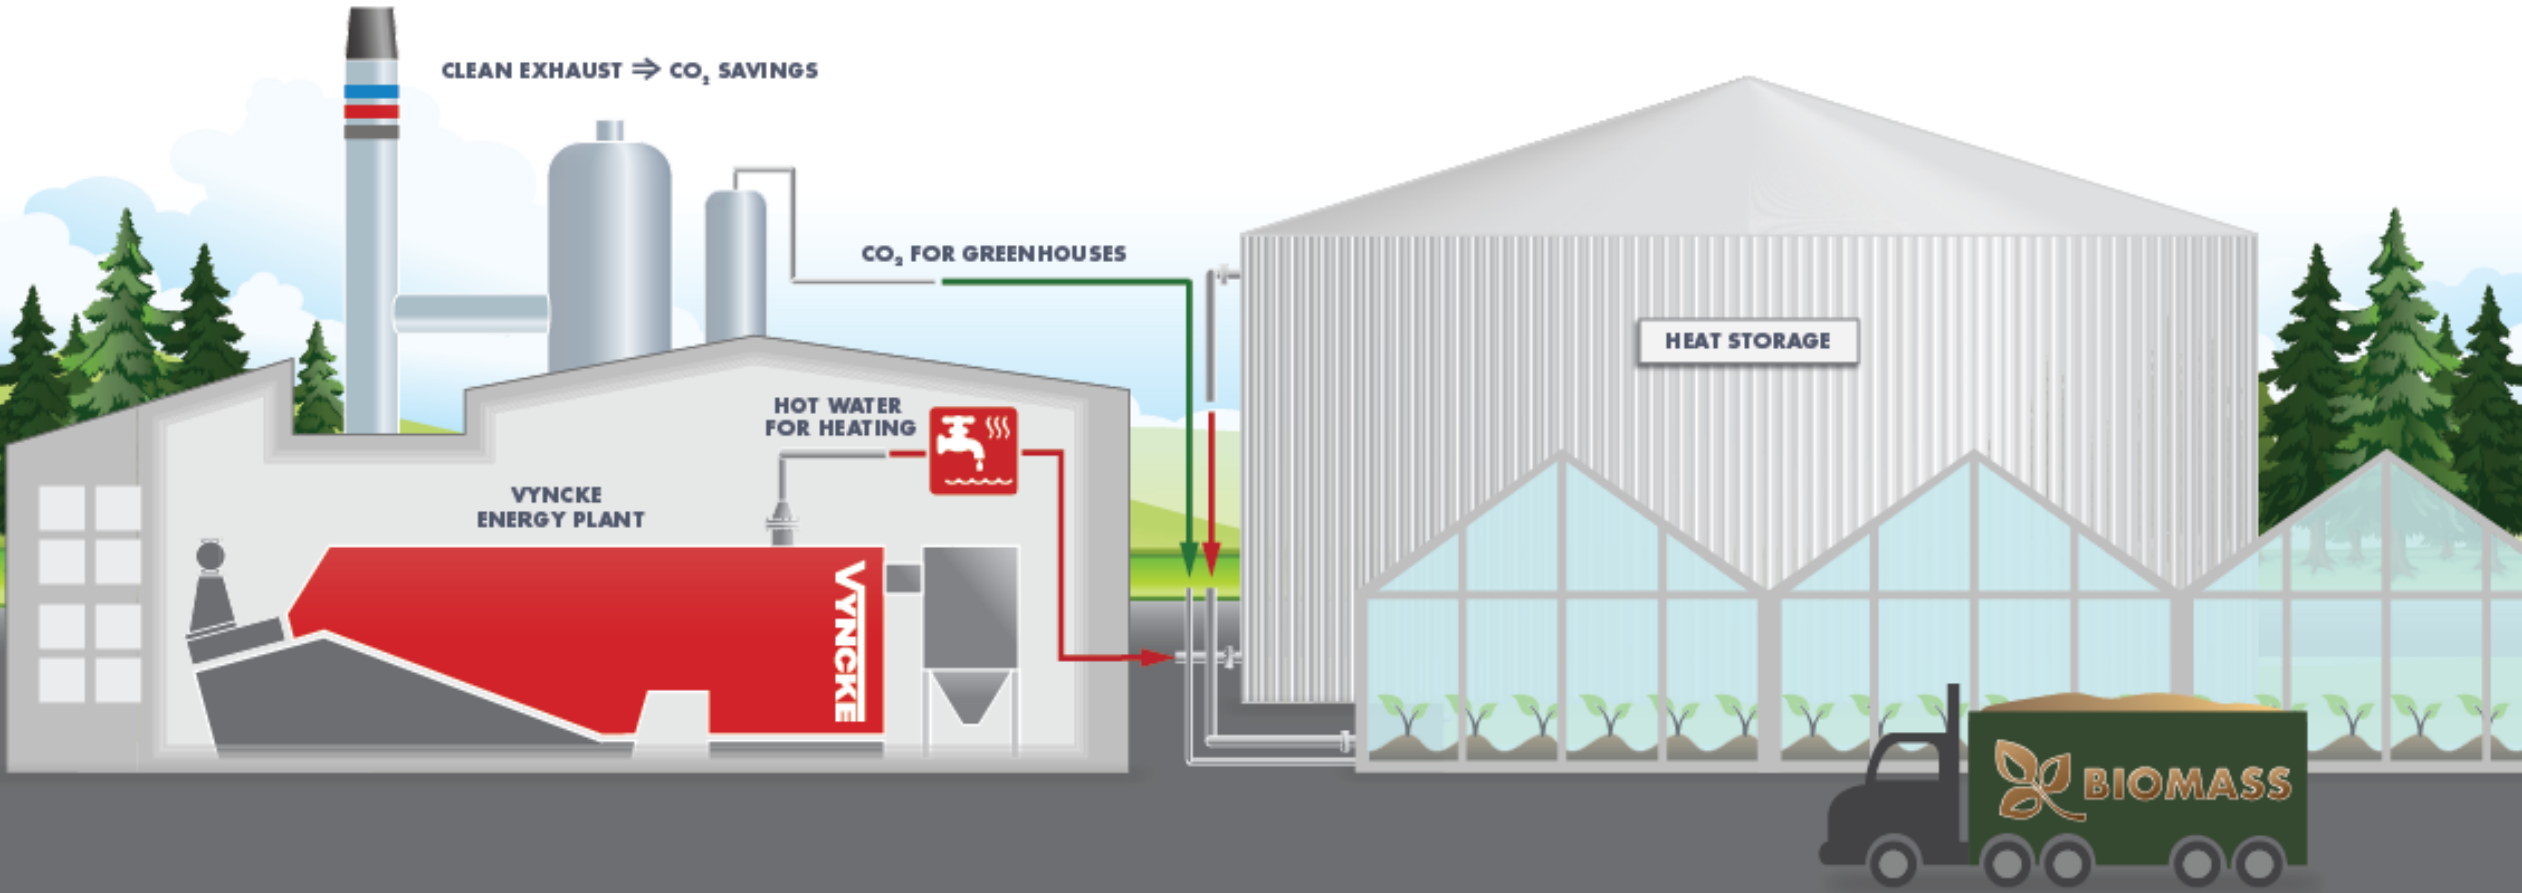 CLEAN EXHAUST ⇒ CO₂ SAVINGS
CO₂ FOR GREENHOUSES
HEAT STORAGE
HOT WATER
FOR HEATING
VYNCKE
ENERGY PLANT
VYNCKE
BIOMASS